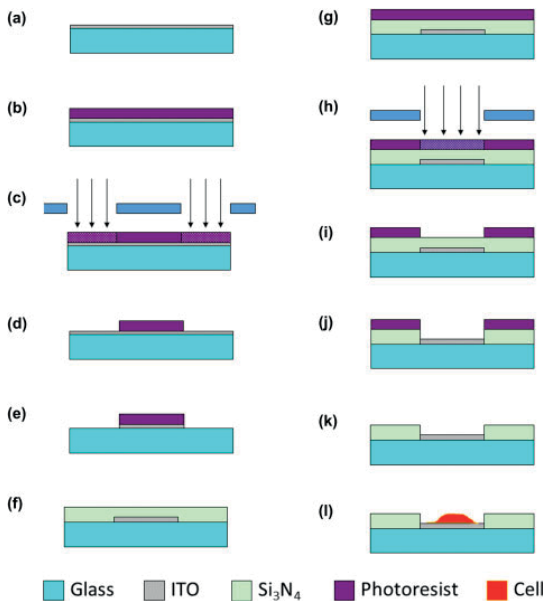 (a)
(b)
(c)
(d)
(e)
(f)
(g)
(h)
(i)
(j)
(k)
(l)
Glass ITO Si₃N₄ Photoresist Cell